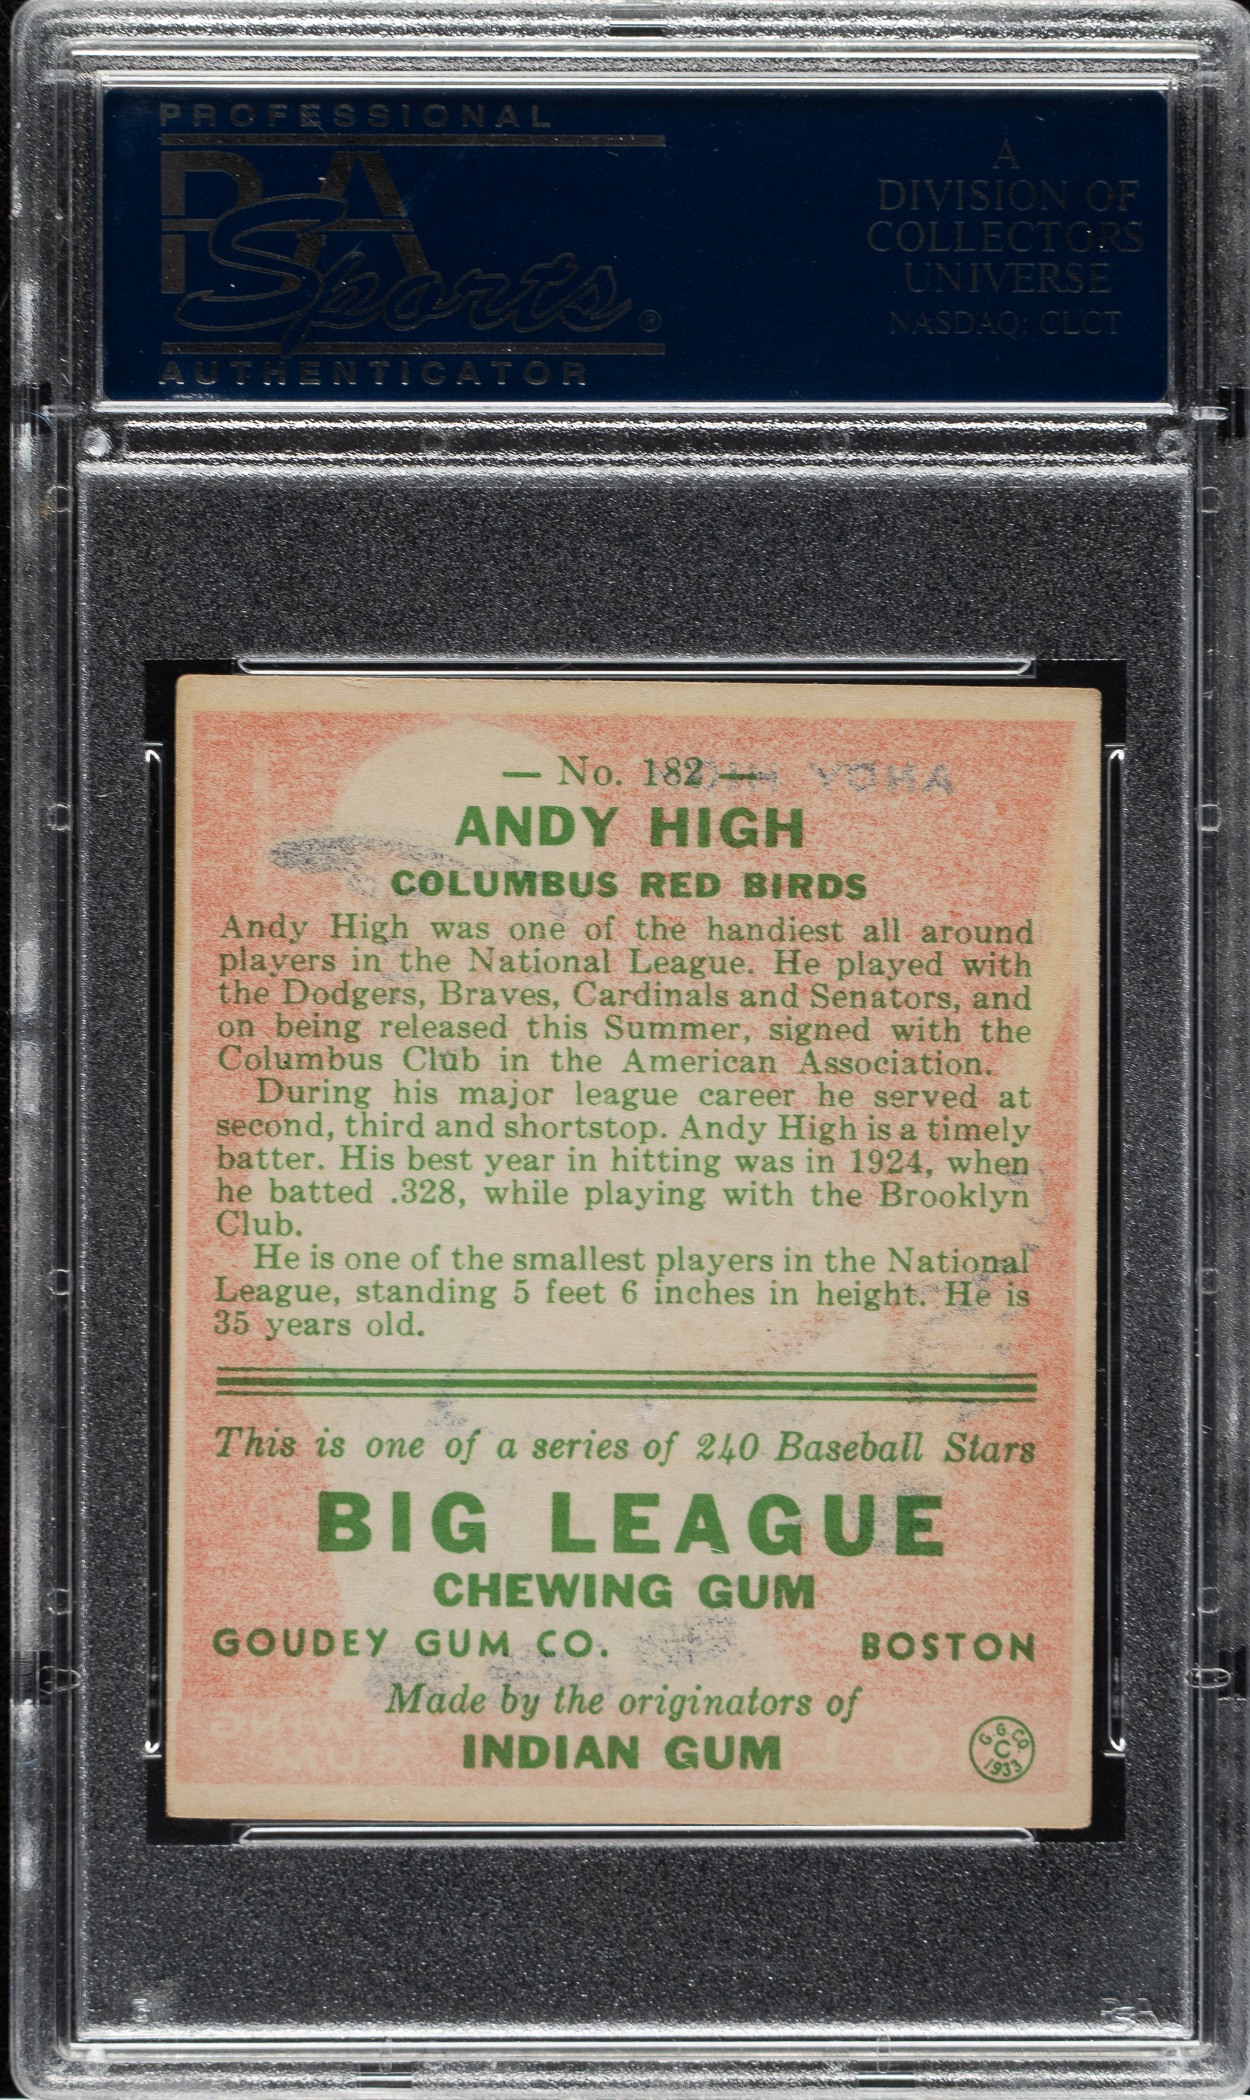 PROFESSIONAL
PSA
Sports ®
AUTHENTICATOR
A
DIVISION OF
COLLECTORS
UNIVERSE
NASDAQ: CLCT
— No. 182 —
ANDY HIGH
ANDY HIGH
COLUMBUS RED BIRDS
Andy High was one of the handiest all around
players in the National League. He played with
the Dodgers, Braves, Cardinals and Senators, and
on being released this Summer, signed with the
Columbus Club in the American Association.
During his major league career he served at
second, third and shortstop. Andy High is a timely
batter. His best year in hitting was in 1924, when
he batted .328, while playing with the Brooklyn
Club.
He is one of the smallest players in the National
League, standing 5 feet 6 inches in height. He is
35 years old.
This is one of a series of 240 Baseball Stars
BIG LEAGUE
CHEWING GUM
GOUDEY GUM CO. BOSTON
Made by the originators of
INDIAN GUM
G. G. CO
C
1933
PSA